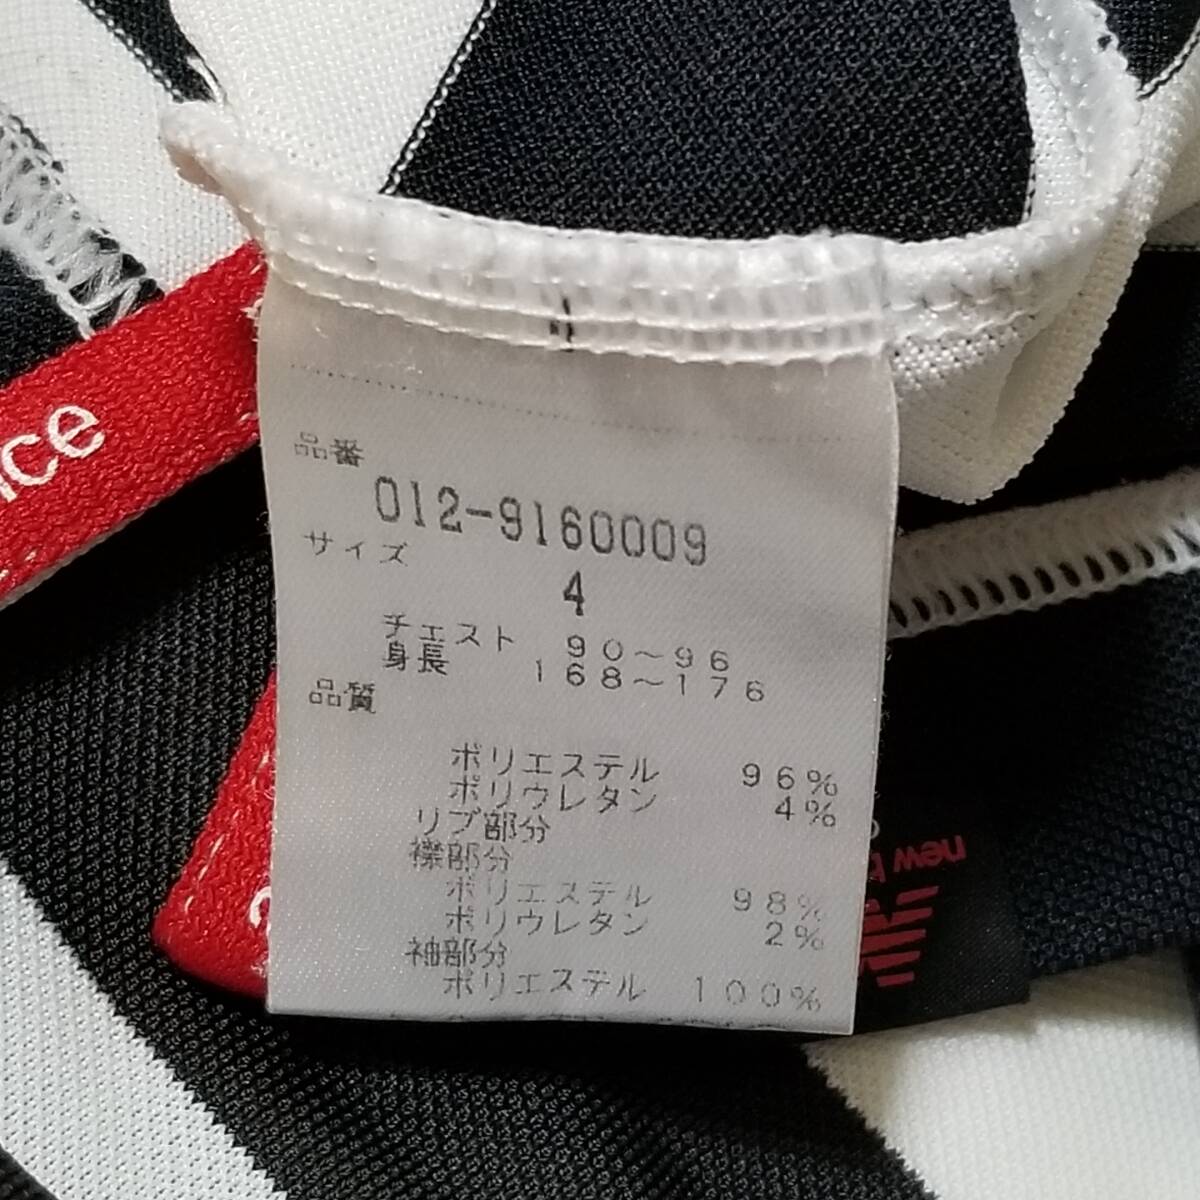 品番
012-9160009
サイズ
4
チェスト 90～96
身長 168～176
品質
ポリエステル 96%
ポリウレタン 4%
リブ部分
襟部分
ポリエステル 98%
ポリウレタン 2%
袖部分
ポリエステル 100%
nce
new b